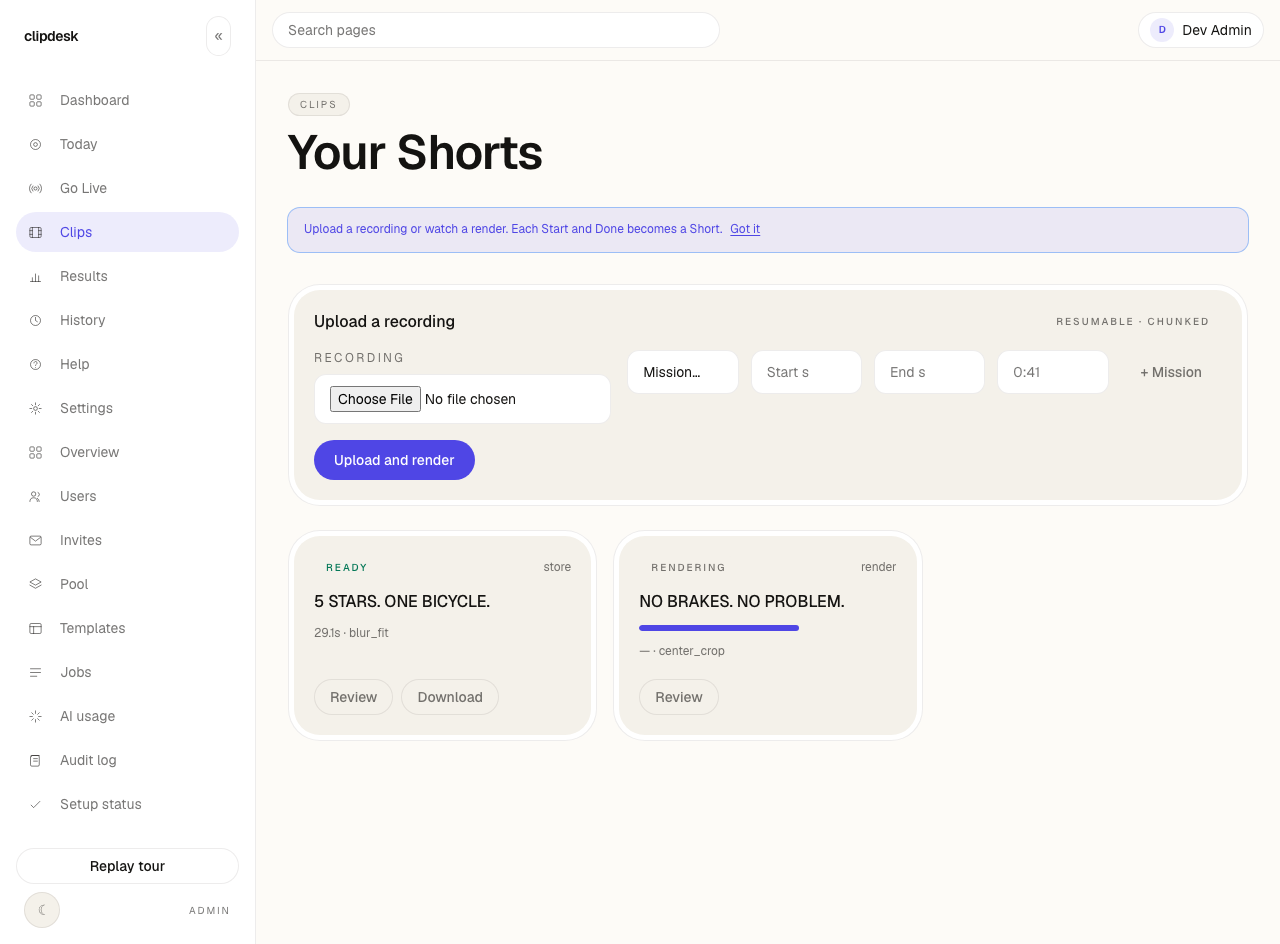 clipdesk
«
Search pages
D
Dev Admin
Dashboard
Today
Go Live
Clips
Results
History
Help
Settings
Overview
Users
Invites
Pool
Templates
Jobs
AI usage
Audit log
Setup status
Replay tour
ADMIN
CLIPS
Your Shorts
Upload a recording or watch a render. Each Start and Done becomes a Short. Got it
Upload a recording
RESUMABLE · CHUNKED
RECORDING
Choose File No file chosen
Mission...
Start s
End s
0:41
+ Mission
Upload and render
READY
store
5 STARS. ONE BICYCLE.
29.1s · blur_fit
Review
Download
RENDERING
render
NO BRAKES. NO PROBLEM.
— · center_crop
Review